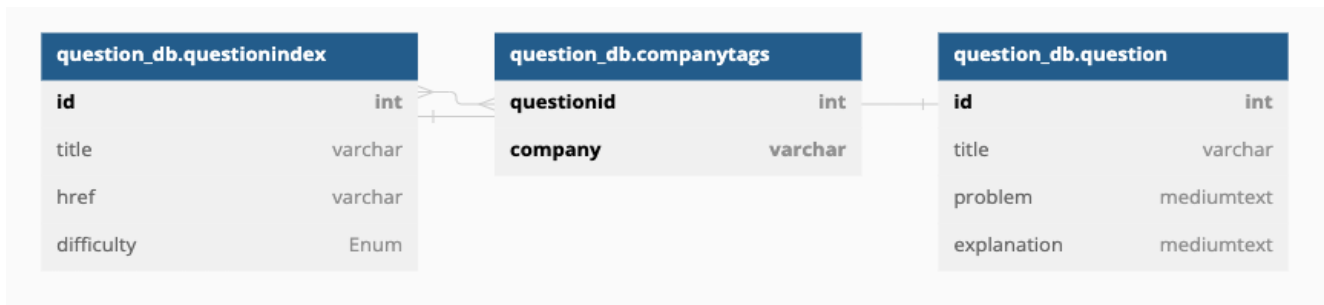 question_db.questionindex
id int
title varchar
href varchar
difficulty Enum
question_db.companytags
questionid int
company varchar
question_db.question
id int
title varchar
problem mediumtext
explanation mediumtext